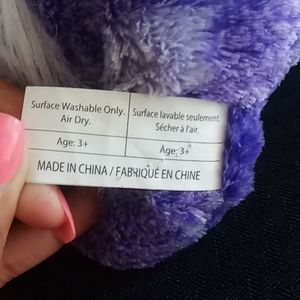 Surface Washable Only.
Air Dry.
Age: 3+
Surface lavable seulement.
Sécher à l'air.
Age: 3+
MADE IN CHINA / FABRIQUÉ EN CHINE